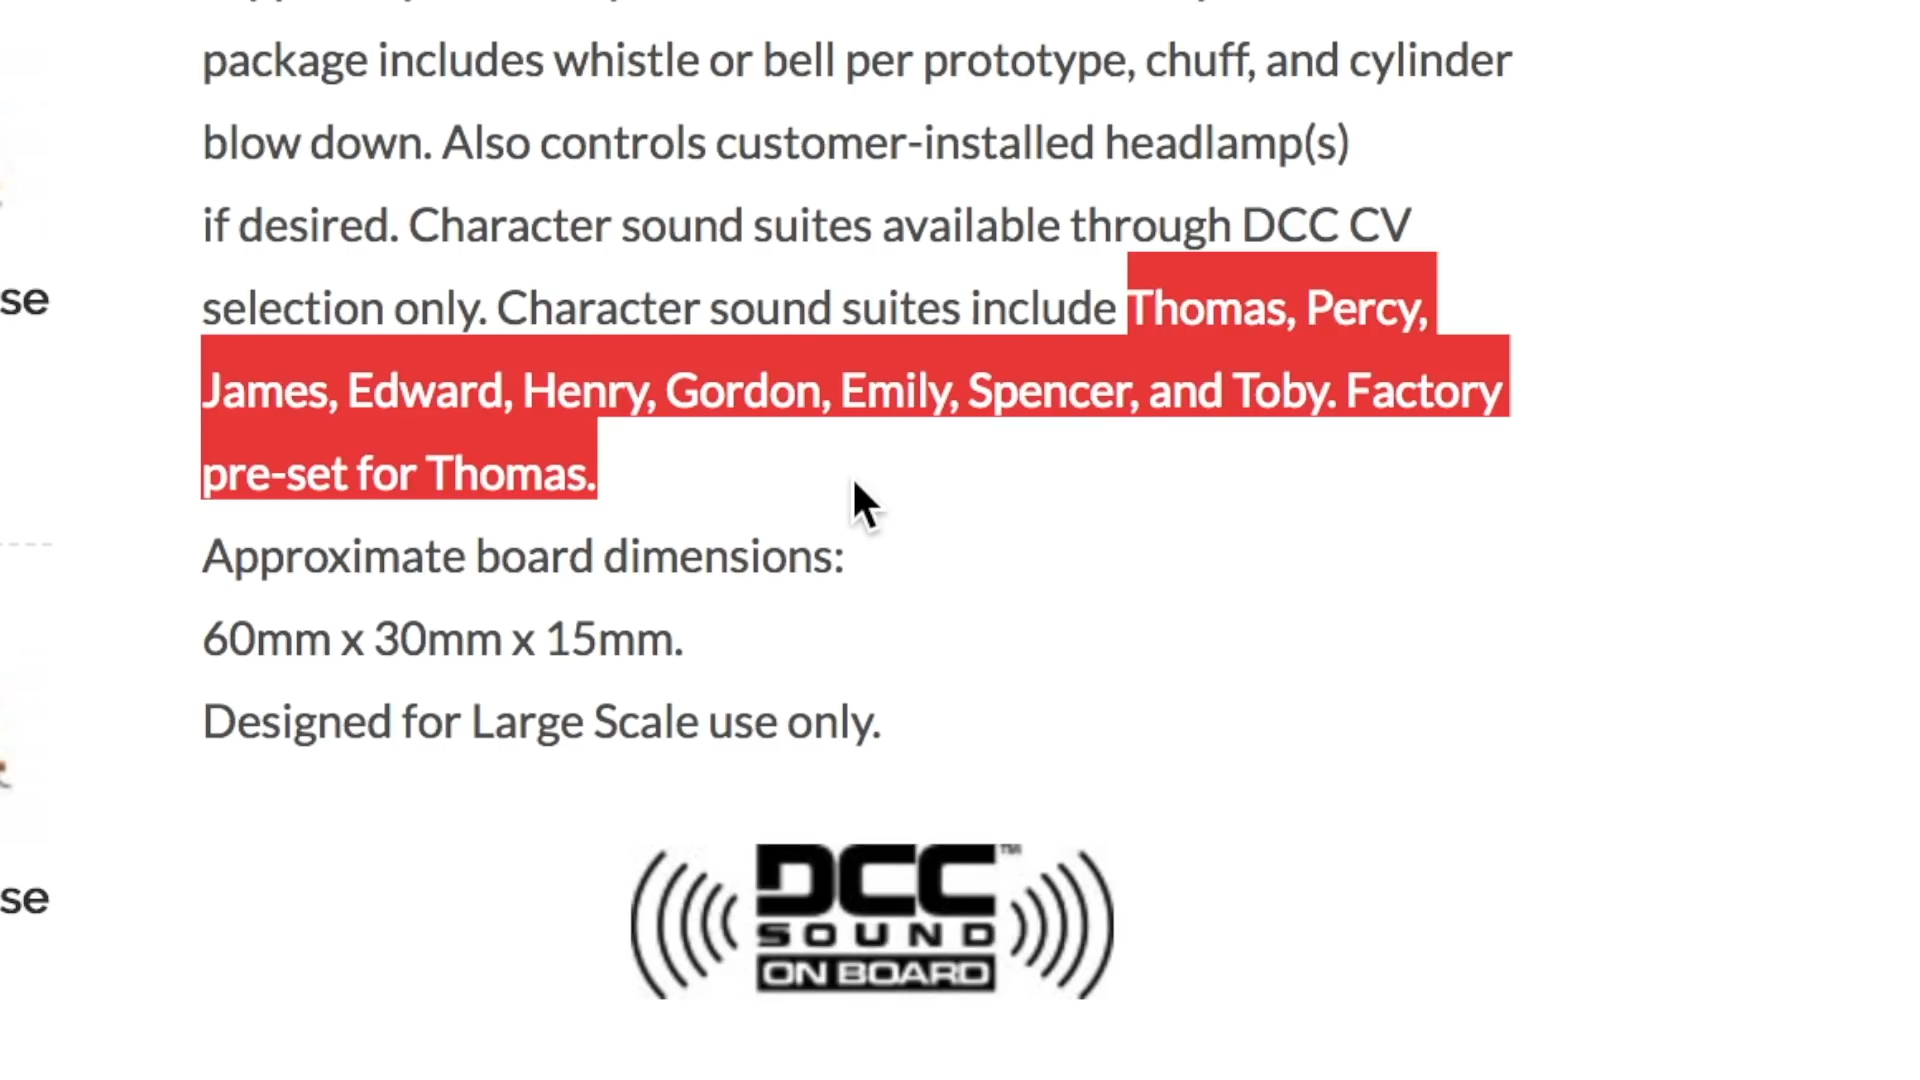 package includes whistle or bell per prototype, chuff, and cylinder
blow down. Also controls customer-installed headlamp(s)
if desired. Character sound suites available through DCC CV
selection only. Character sound suites include Thomas, Percy,
James, Edward, Henry, Gordon, Emily, Spencer, and Toby. Factory
pre-set for Thomas.
Approximate board dimensions:
60mm x 30mm x 15mm.
Designed for Large Scale use only.
se
se
DCC™
SOUND
ON BOARD